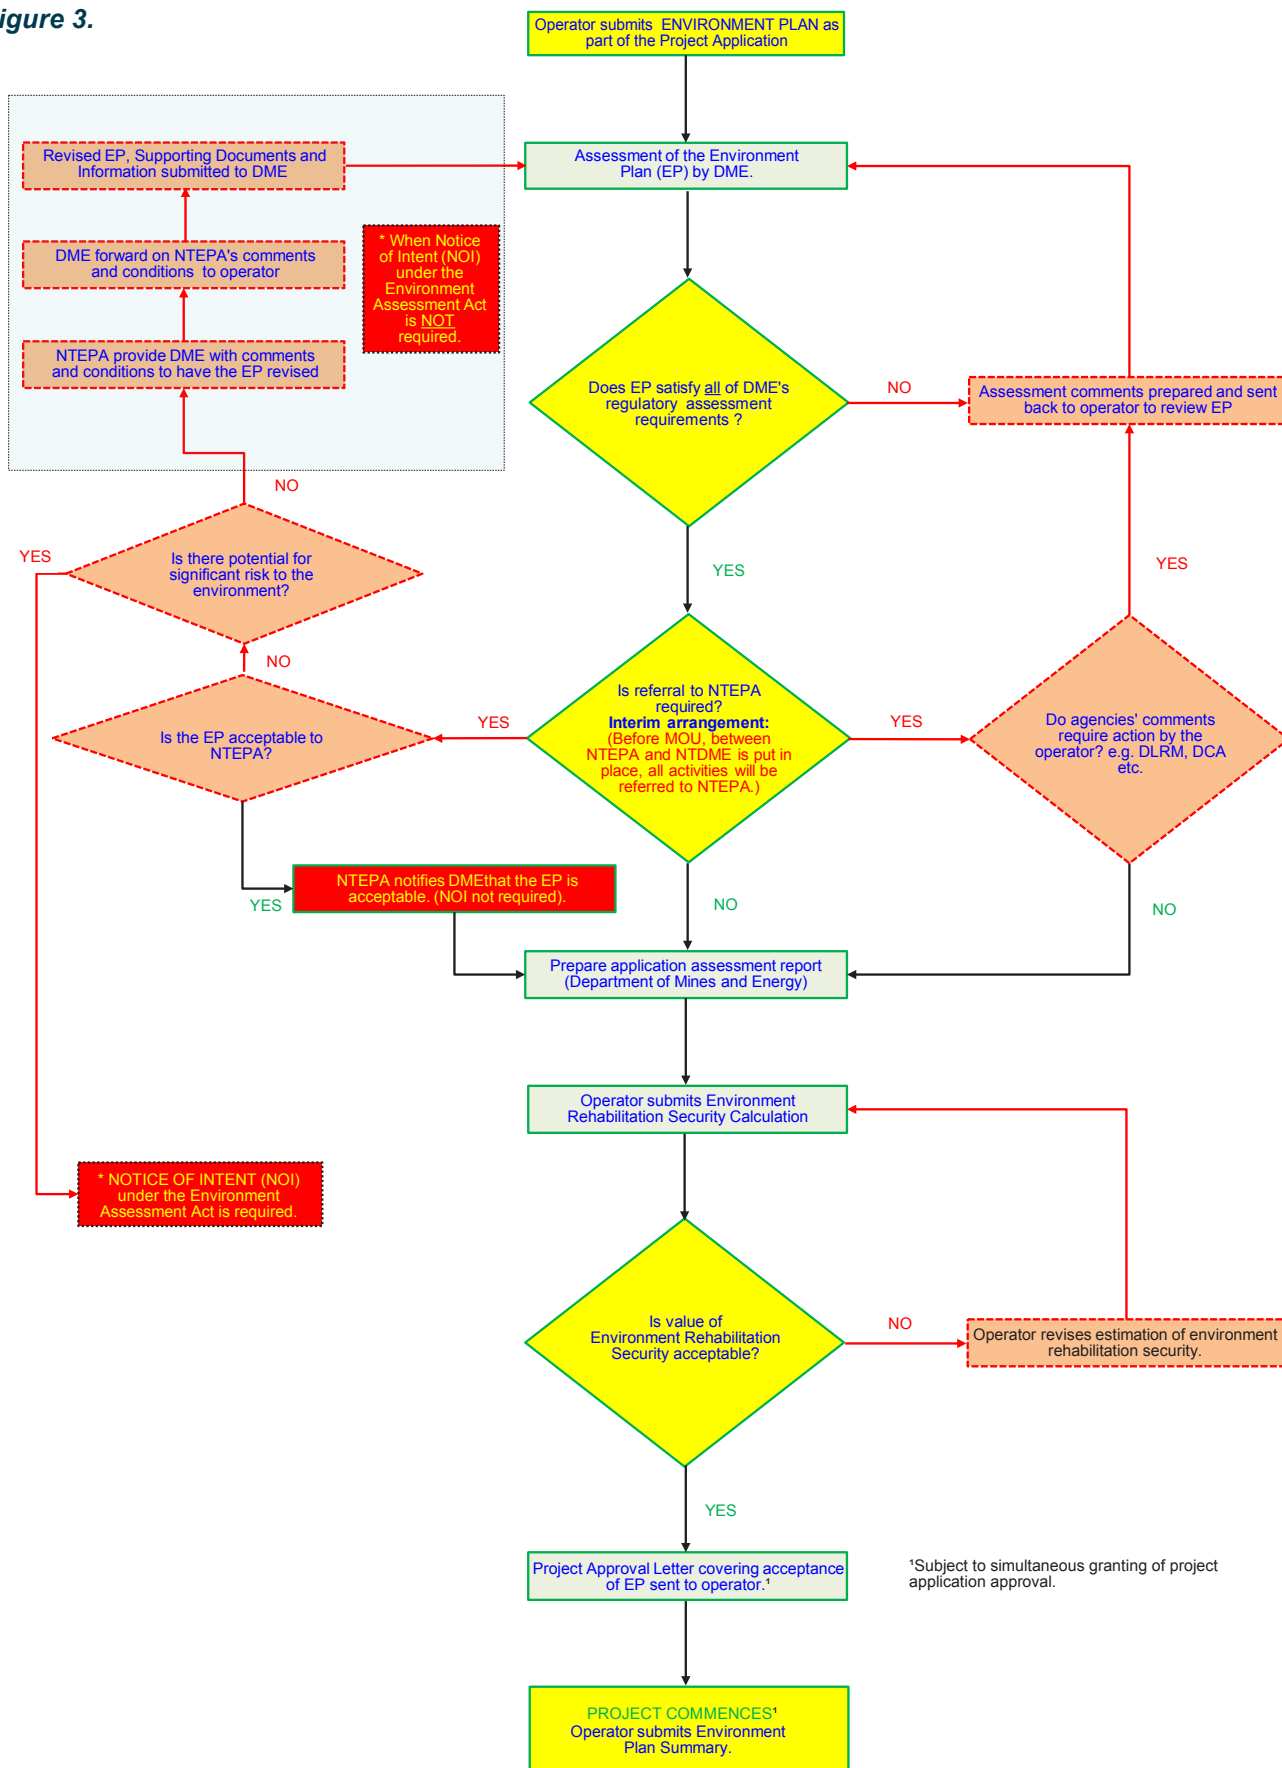 igure 3.
Operator submits ENVIRONMENT PLAN as
part of the Project Application
Revised EP, Supporting Documents and
Information submitted to DME
Assessment of the Environment
Plan (EP) by DME.
* When Notice
of Intent (NOI)
under the
Environment
Assessment Act
is NOT
required.
DME forward on NTEPA's comments
and conditions to operator
NTEPA provide DME with comments
and conditions to have the EP revised
Does EP satisfy all of DME's
regulatory assessment
requirements ?
NO
Assessment comments prepared and sent
back to operator to review EP
NO
YES
Is there potential for
significant risk to the
environment?
YES
YES
NO
Is the EP acceptable to
NTEPA?
YES
Is referral to NTEPA
required?
Interim arrangement:
(Before MOU, between
NTEPA and NTDME is put in
place, all activities will be
referred to NTEPA.)
YES
Do agencies' comments
require action by the
operator? e.g. DLRM, DCA
etc.
YES
NTEPA notifies DMEthat the EP is
acceptable. (NOI not required).
NO
NO
Prepare application assessment report
(Department of Mines and Energy)
Operator submits Environment
Rehabilitation Security Calculation
* NOTICE OF INTENT (NOI)
under the Environment
Assessment Act is required.
Is value of
Environment Rehabilitation
Security acceptable?
NO
Operator revises estimation of environment
rehabilitation security.
YES
Project Approval Letter covering acceptance
of EP sent to operator.¹
¹Subject to simultaneous granting of project
application approval.
PROJECT COMMENCES¹
Operator submits Environment
Plan Summary.